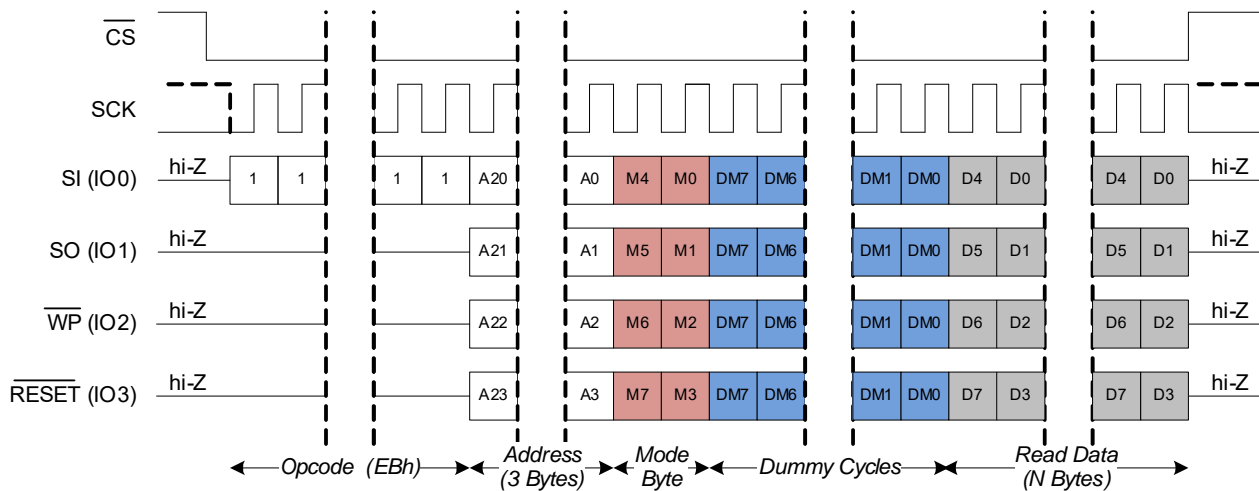 CS
SCK
SI (IO0) hi-Z 1 1 1 1 A20 A0 M4 M0 DM7 DM6 DM1 DM0 D4 D0 D4 D0 hi-Z
SO (IO1) hi-Z A21 A1 M5 M1 DM7 DM6 DM1 DM0 D5 D1 D5 D1 hi-Z
WP (IO2) hi-Z A22 A2 M6 M2 DM7 DM6 DM1 DM0 D6 D2 D6 D2 hi-Z
RESET (IO3) hi-Z A23 A3 M7 M3 DM7 DM6 DM1 DM0 D7 D3 D7 D3 hi-Z
Opcode (EBh) Address Mode Dummy Cycles Read Data
(3 Bytes) Byte (N Bytes)